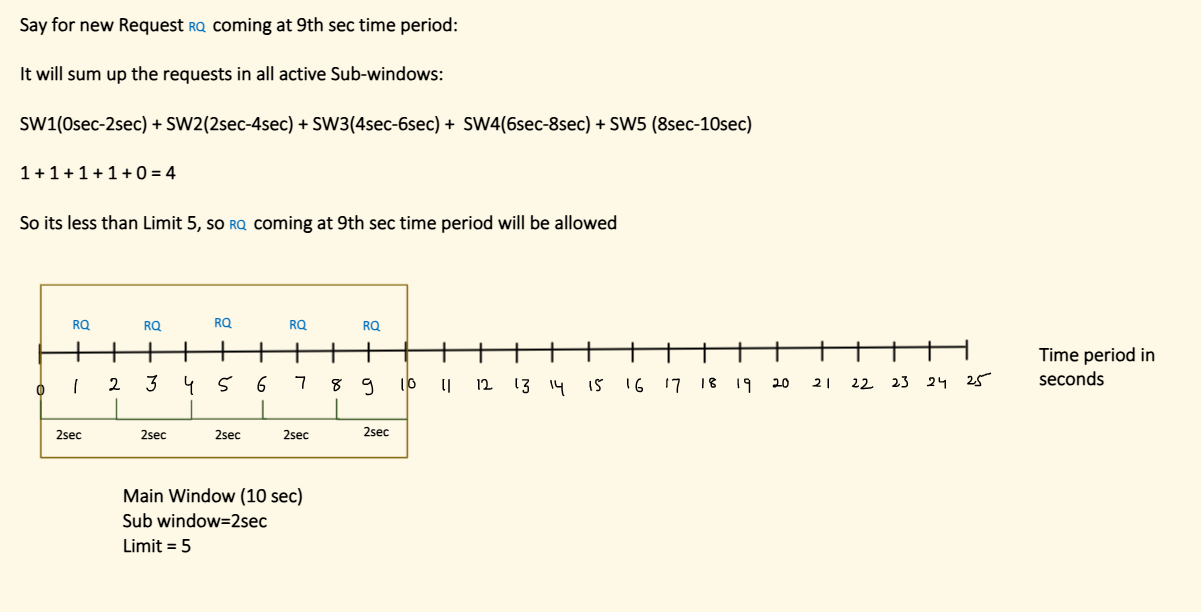 Say for new Request RQ coming at 9th sec time period:
It will sum up the requests in all active Sub-windows:
SW1(0sec-2sec) + SW2(2sec-4sec) + SW3(4sec-6sec) + SW4(6sec-8sec) + SW5 (8sec-10sec)
1 + 1 + 1 + 1 + 0 = 4
So its less than Limit 5, so RQ coming at 9th sec time period will be allowed
RQ RQ RQ RQ RQ
0 1 2 3 4 5 6 7 8 9 10 11 12 13 14 15 16 17 18 19 20 21 22 23 24 25
Time period in
seconds
2sec 2sec 2sec 2sec 2sec
Main Window (10 sec)
Sub window=2sec
Limit = 5